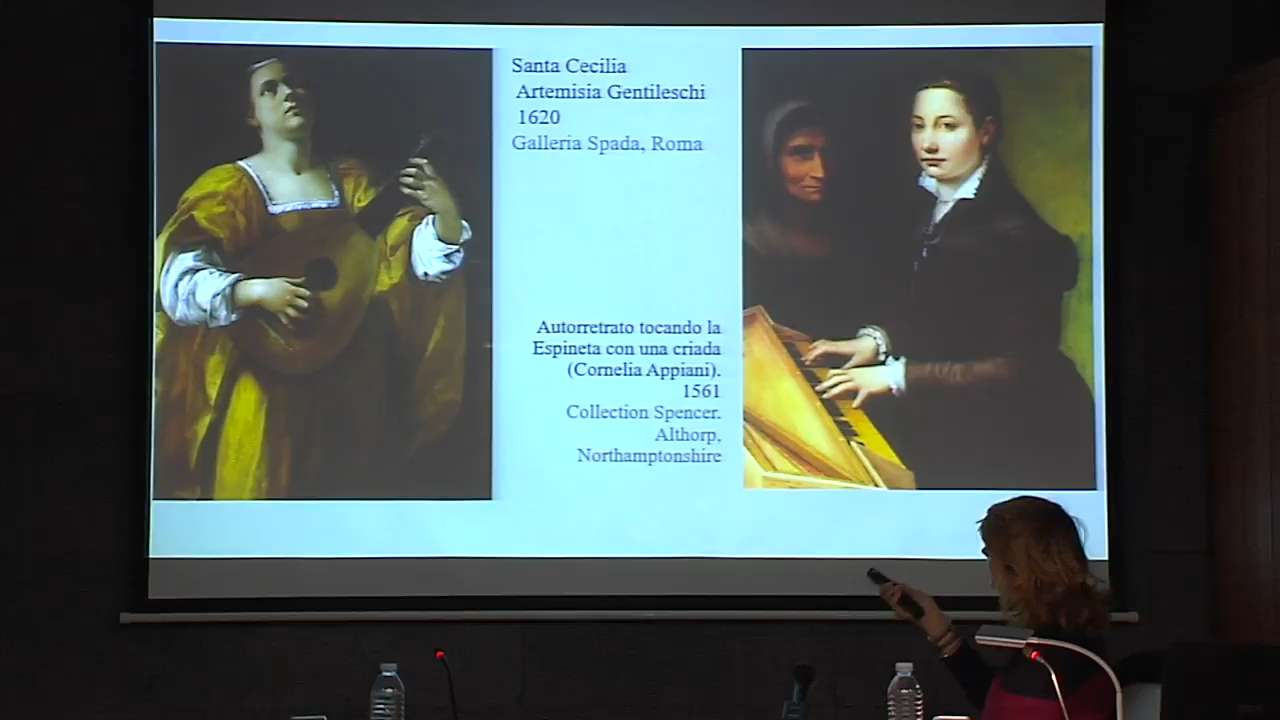 Santa Cecilia
Artemisia Gentileschi
1620
Galleria Spada, Roma
Autorretrato tocando la
Espineta con una criada
(Cornelia Appiani).
1561
Collection Spencer.
Althorp,
Northamptonshire